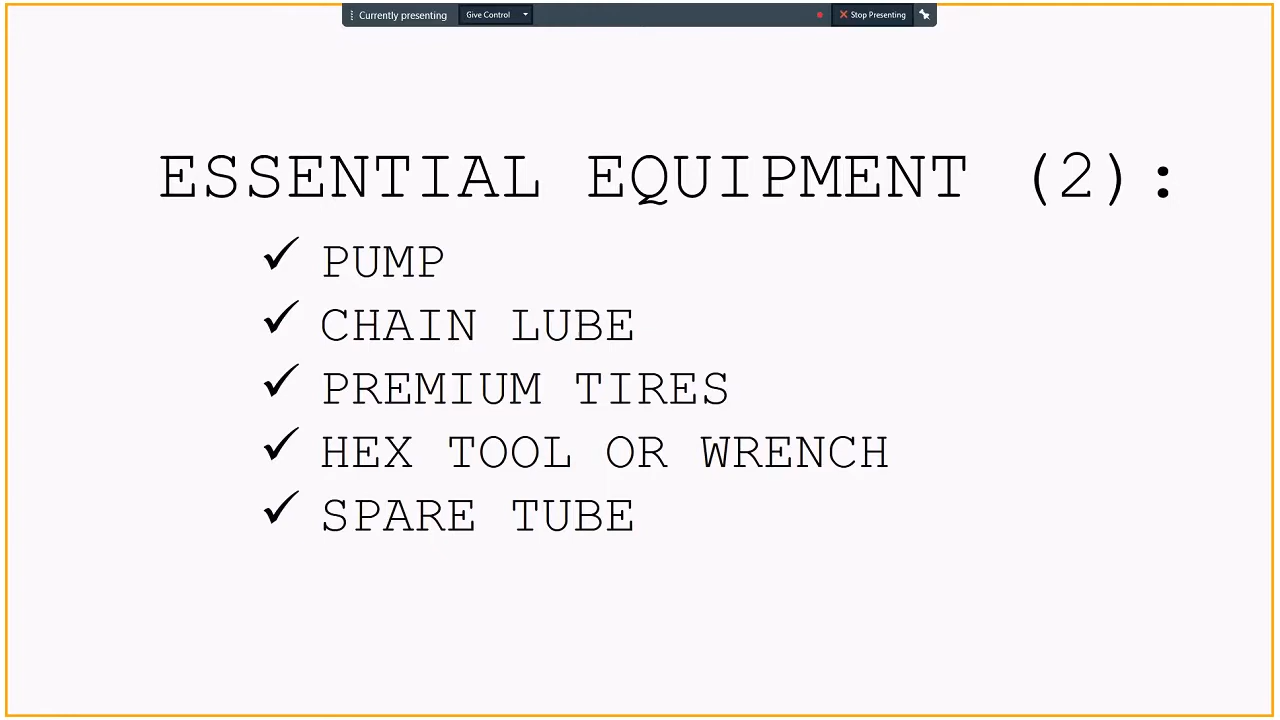 Currently presenting Give Control Stop Presenting
ESSENTIAL EQUIPMENT (2):
✓ PUMP
✓ CHAIN LUBE
✓ PREMIUM TIRES
✓ HEX TOOL OR WRENCH
✓ SPARE TUBE